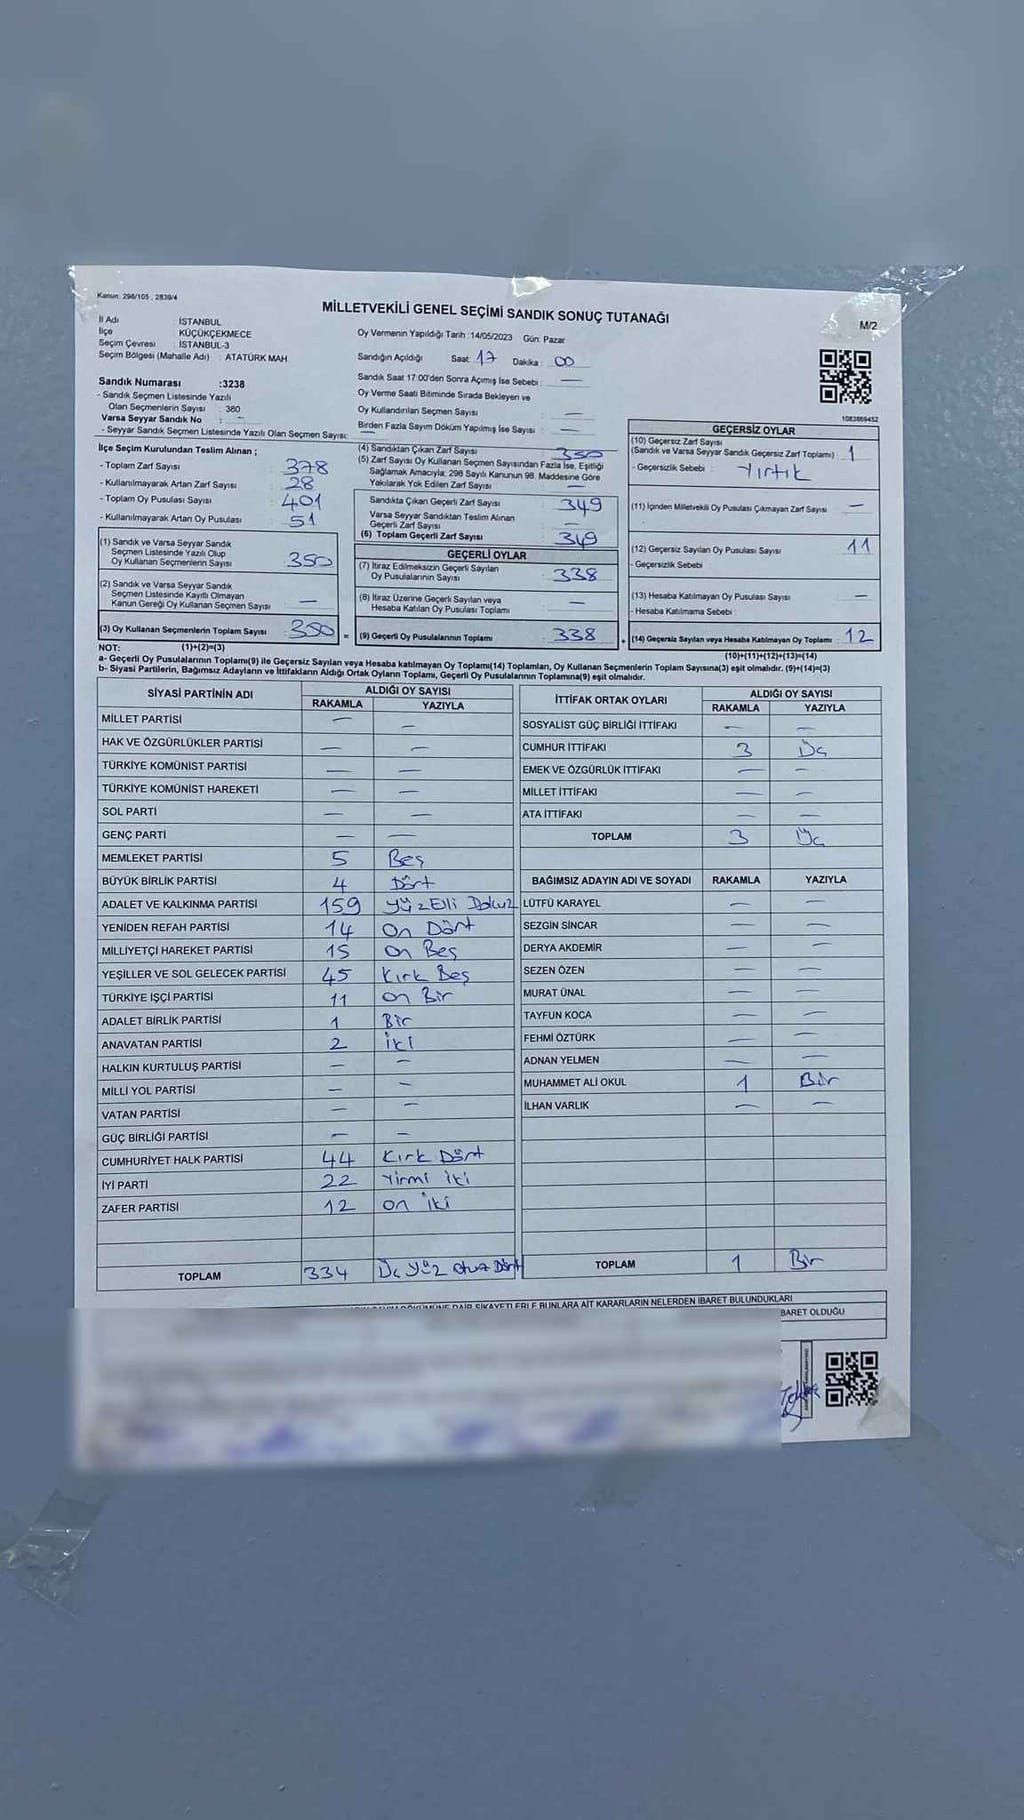 Kanun: 298/105 , 2839/4
MİLLETVEKİLİ GENEL SEÇİMİ SANDIK SONUÇ TUTANAĞI
M/2
İl Adı : İSTANBUL
İlçe : KÜÇÜKÇEKMECE
Seçim Çevresi : İSTANBUL-3
Seçim Bölgesi (Mahalle Adı) : ATATÜRK MAH
Oy Vermenin Yapıldığı Tarih :14/05/2023 Gün: Pazar
Sandığın Açıldığı Saat: 17 Dakika : 00
Sandık Saat 17:00'den Sonra Açımış İse Sebebi : —
Oy Verme Saati Bitiminde Sırada Bekleyen ve
Oy Kullandırılan Seçmen Sayısı —
Birden Fazla Sayım Döküm Yapılmış İse Sayısı : —
1083869452
Sandık Numarası :3238
- Sandık Seçmen Listesinde Yazılı
Olan Seçmenlerin Sayısı : 380
Varsa Seyyar Sandık No : —
- Seyyar Sandık Seçmen Listesinde Yazılı Olan Seçmen Sayısı: —
İlçe Seçim Kurulundan Teslim Alınan ;
- Toplam Zarf Sayısı 378
- Kullanılmayarak Artan Zarf Sayısı 28
- Toplam Oy Pusulası Sayısı 401
- Kullanılmayarak Artan Oy Pusulası 51
(1) Sandık ve Varsa Seyyar Sandık
Seçmen Listesinde Yazılı Olup
Oy Kullanan Seçmenlerin Sayısı 350
(2) Sandık ve Varsa Seyyar Sandık
Seçmen Listesinde Kayıtlı Olmayan
Kanun Gereği Oy Kullanan Seçmen Sayısı —
(3) Oy Kullanan Seçmenlerin Toplam Sayısı 350 =
(4) Sandıktan Çıkan Zarf Sayısı 350
(5) Zarf Sayısı Oy Kullanan Seçmen Sayısından Fazla İse, Eşitliği
Sağlamak Amacıyla; 298 Sayılı Kanunun 98. Maddesine Göre
Yakılarak Yok Edilen Zarf Sayısı —
Sandıkta Çıkan Geçerli Zarf Sayısı 349
Varsa Seyyar Sandıktan Teslim Alınan
Geçerli Zarf Sayısı —
(6) Toplam Geçerli Zarf Sayısı 349
GEÇERLİ OYLAR
(7) İtiraz Edilmeksizin Geçerli Sayılan
Oy Pusulalarının Sayısı 338
(8) İtiraz Üzerine Geçerli Sayılan veya
Hesaba Katılan Oy Pusulası Toplamı —
(9) Geçerli Oy Pusulalarının Toplamı 338 +
GEÇERSİZ OYLAR
(10) Geçersiz Zarf Sayısı
(Sandık ve Varsa Seyyar Sandık Geçersiz Zarf Toplamı) 1
- Geçersizlik Sebebi : Yırtık
(11) İçinden Milletvekili Oy Pusulası Çıkmayan Zarf Sayısı —
(12) Geçersiz Sayılan Oy Pusulası Sayısı 11
- Geçersizlik Sebebi
(13) Hesaba Katılmayan Oy Pusulası Sayısı —
- Hesaba Katılmama Sebebi :
(14) Geçersiz Sayılan veya Hesaba Katılmayan Oy Toplamı 12
NOT: (1)+(2)=(3) (10)+(11)+(12)+(13)=(14)
a- Geçerli Oy Pusulalarının Toplamı(9) ile Geçersiz Sayılan veya Hesaba katılmayan Oy Toplamı(14) Toplamları, Oy Kullanan Seçmenlerin Toplam Sayısına(3) eşit olmalıdır. (9)+(14)=(3)
b- Siyasi Partilerin, Bağımsız Adayların ve İttifakların Aldığı Ortak Oyların Toplamı, Geçerli Oy Pusulalarının Toplamına(9) eşit olmalıdır.
SİYASİ PARTİNİN ADI ALDIĞI OY SAYISI
RAKAMLA YAZIYLA
MİLLET PARTİSİ — —
HAK VE ÖZGÜRLÜKLER PARTİSİ — —
TÜRKİYE KOMÜNİST PARTİSİ — —
TÜRKİYE KOMÜNİST HAREKETİ — —
SOL PARTİ — —
GENÇ PARTİ — —
MEMLEKET PARTİSİ 5 Beş
BÜYÜK BİRLİK PARTİSİ 4 Dört
ADALET VE KALKINMA PARTİSİ 159 YüzElli Dokuz
YENİDEN REFAH PARTİSİ 14 On Dört
MİLLİYETÇİ HAREKET PARTİSİ 15 On Beş
YEŞİLLER VE SOL GELECEK PARTİSİ 45 Kırk Beş
TÜRKİYE İŞÇİ PARTİSİ 11 On Bir
ADALET BİRLİK PARTİSİ 1 Bir
ANAVATAN PARTİSİ 2 İki
HALKIN KURTULUŞ PARTİSİ — —
MİLLİ YOL PARTİSİ — —
VATAN PARTİSİ — —
GÜÇ BİRLİĞİ PARTİSİ — —
CUMHURİYET HALK PARTİSİ 44 Kırk Dört
İYİ PARTİ 22 Yirmi İki
ZAFER PARTİSİ 12 On İki
TOPLAM 334 Üç Yüz Otuz Dört
İTTİFAK ORTAK OYLARI ALDIĞI OY SAYISI
RAKAMLA YAZIYLA
SOSYALİST GÜÇ BİRLİĞİ İTTİFAKI — —
CUMHUR İTTİFAKI 3 Üç
EMEK VE ÖZGÜRLÜK İTTİFAKI — —
MİLLET İTTİFAKI — —
ATA İTTİFAKI — —
TOPLAM 3 Üç
BAĞIMSIZ ADAYIN ADI VE SOYADI RAKAMLA YAZIYLA
LÜTFÜ KARAYEL — —
SEZGİN SİNCAR — —
DERYA AKDEMİR — —
SEZEN ÖZEN — —
MURAT ÜNAL — —
TAYFUN KOCA — —
FEHMİ ÖZTÜRK — —
ADNAN YELMEN — —
MUHAMMET ALİ OKUL 1 Bir
İLHAN VARLIK — —
TOPLAM 1 Bir
DAİR ŞİKAYETLERLE BUNLARA AİT KARARLARIN NELERDEN İBARET BULUNDUKLARI
İBARET OLDUĞU